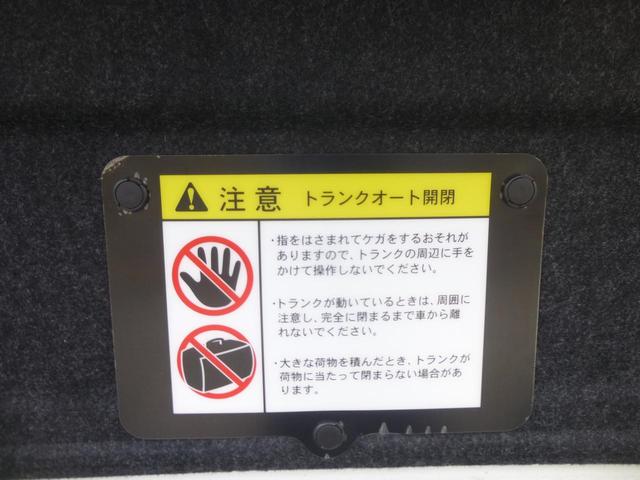 注意 トランクオート開閉
・指をはさまれてケガをするおそれが
ありますので、トランクの周辺に手を
かけて操作しないでください。
・トランクが動いているときは、周囲に
注意し、完全に閉まるまで車から離
れないでください。
・大きな荷物を積んだとき、トランクが
荷物に当たって閉まらない場合があ
ります。